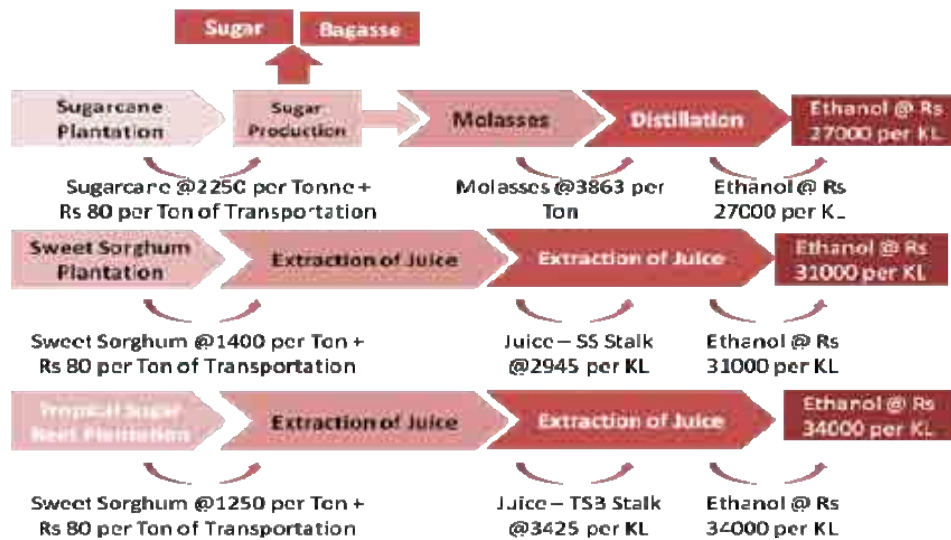 Sugar
Bagasse
Sugarcane
Plantation
Sugar
Production
Molasses
Distillation
Ethanol @ Rs
27000 per KL
Sugarcane @2250 per Tonne +
Rs 80 per Ton of Transportation
Molasses @3863 per
Ton
Ethanol @ Rs
27000 per KL
Sweet Sorghum
Plantation
Extraction of Juice
Extraction of Juice
Ethanol @ Rs
31000 per KL
Sweet Sorghum @1400 per Ton +
Rs 80 per Ton of Transportation
Juice – SS Stalk
@2945 per KL
Ethanol @ Rs
31000 per KL
Tropical Sugar
Beet Plantation
Extraction of Juice
Extraction of Juice
Ethanol @ Rs
34000 per KL
Sweet Sorghum @1250 per Ton +
Rs 80 per Ton of Transportation
Juice – TSB Stalk
@3425 per KL
Ethanol @ Rs
34000 per KL